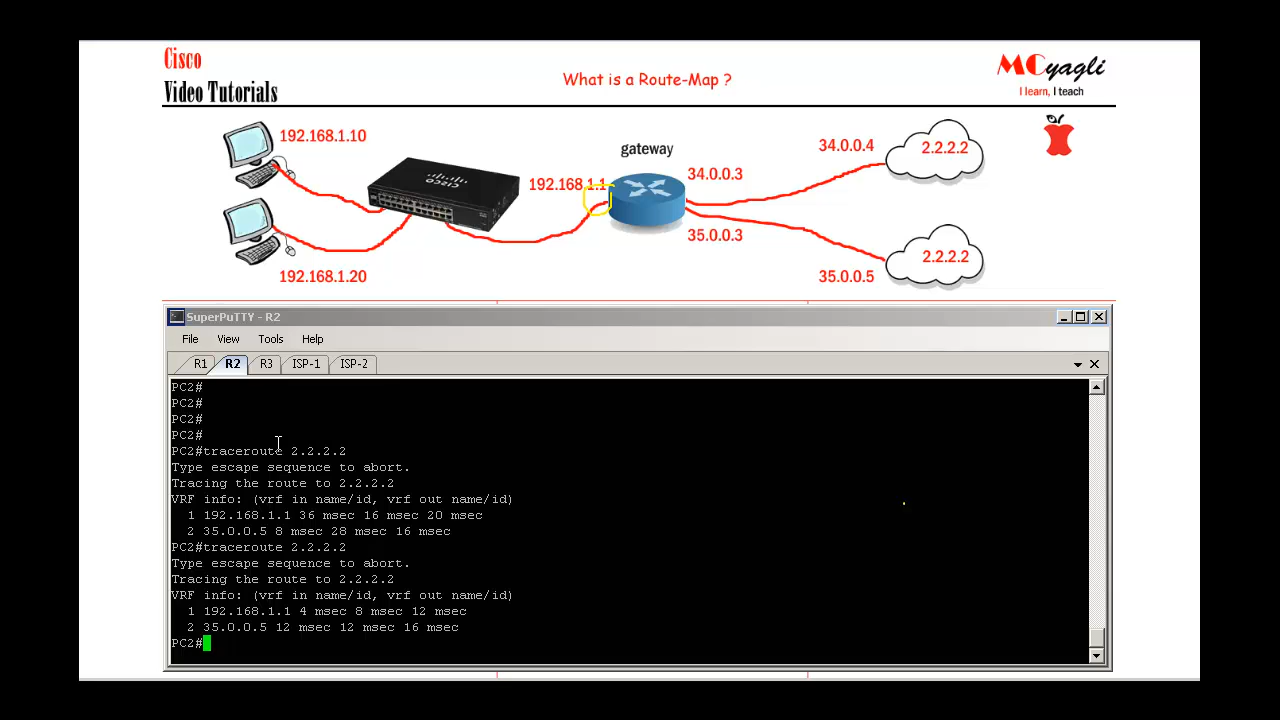 Cisco
Video Tutorials
What is a Route-Map ?
MCyagli
I learn, I teach
192.168.1.10
192.168.1.20
CISCO
192.168.1.1
gateway
34.0.0.3
35.0.0.3
34.0.0.4
2.2.2.2
35.0.0.5
2.2.2.2
SuperPuTTY - R2
File View Tools Help
R1 R2 R3 ISP-1 ISP-2
PC2#
PC2#
PC2#
PC2#
PC2#traceroute 2.2.2.2
Type escape sequence to abort.
Tracing the route to 2.2.2.2
VRF info: (vrf in name/id, vrf out name/id)
1 192.168.1.1 36 msec 16 msec 20 msec
2 35.0.0.5 8 msec 28 msec 16 msec
PC2#traceroute 2.2.2.2
Type escape sequence to abort.
Tracing the route to 2.2.2.2
VRF info: (vrf in name/id, vrf out name/id)
1 192.168.1.1 4 msec 8 msec 12 msec
2 35.0.0.5 12 msec 12 msec 16 msec
PC2#